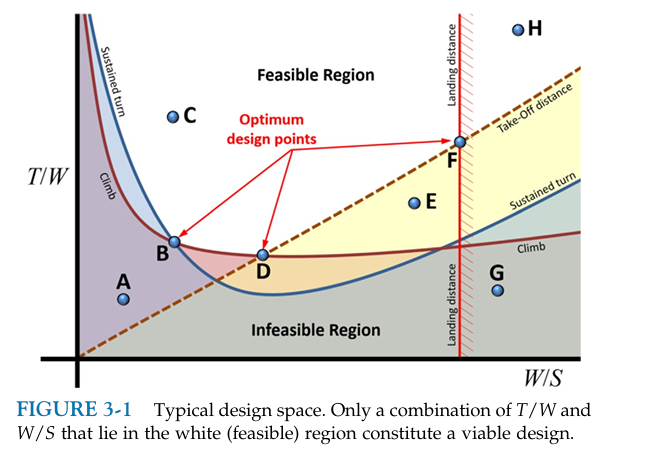 Sustained turn
Landing distance
H
Feasible Region
C
Optimum
design points
Take-Off distance
F
T/W
Climb
E
Sustained turn
B
D
Climb
A
G
Landing distance
Infeasible Region
W/S
FIGURE 3-1 Typical design space. Only a combination of T/W and
W/S that lie in the white (feasible) region constitute a viable design.